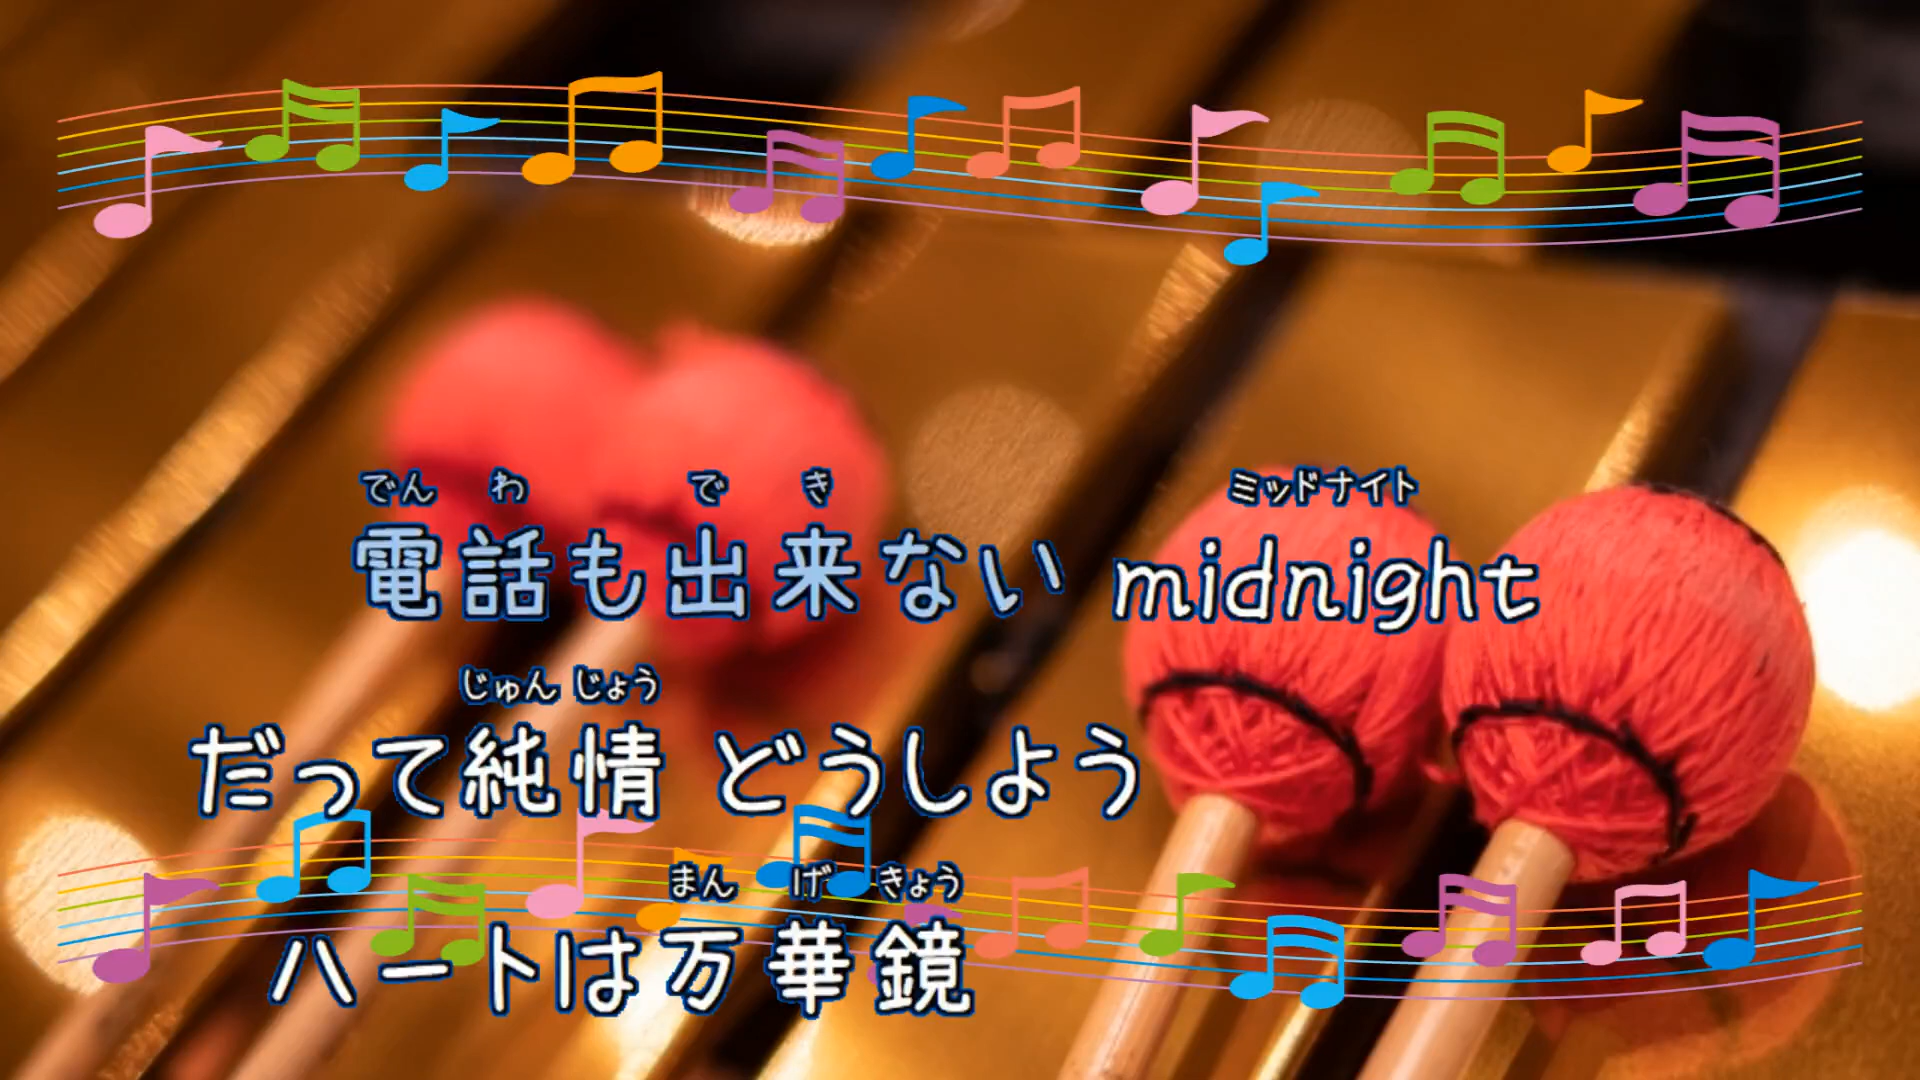 でんわ でき ミッドナイト
電話も出来ない midnight
じゅんじょう
だって純情 どうしよう
まんげきょう
ハートは万華鏡